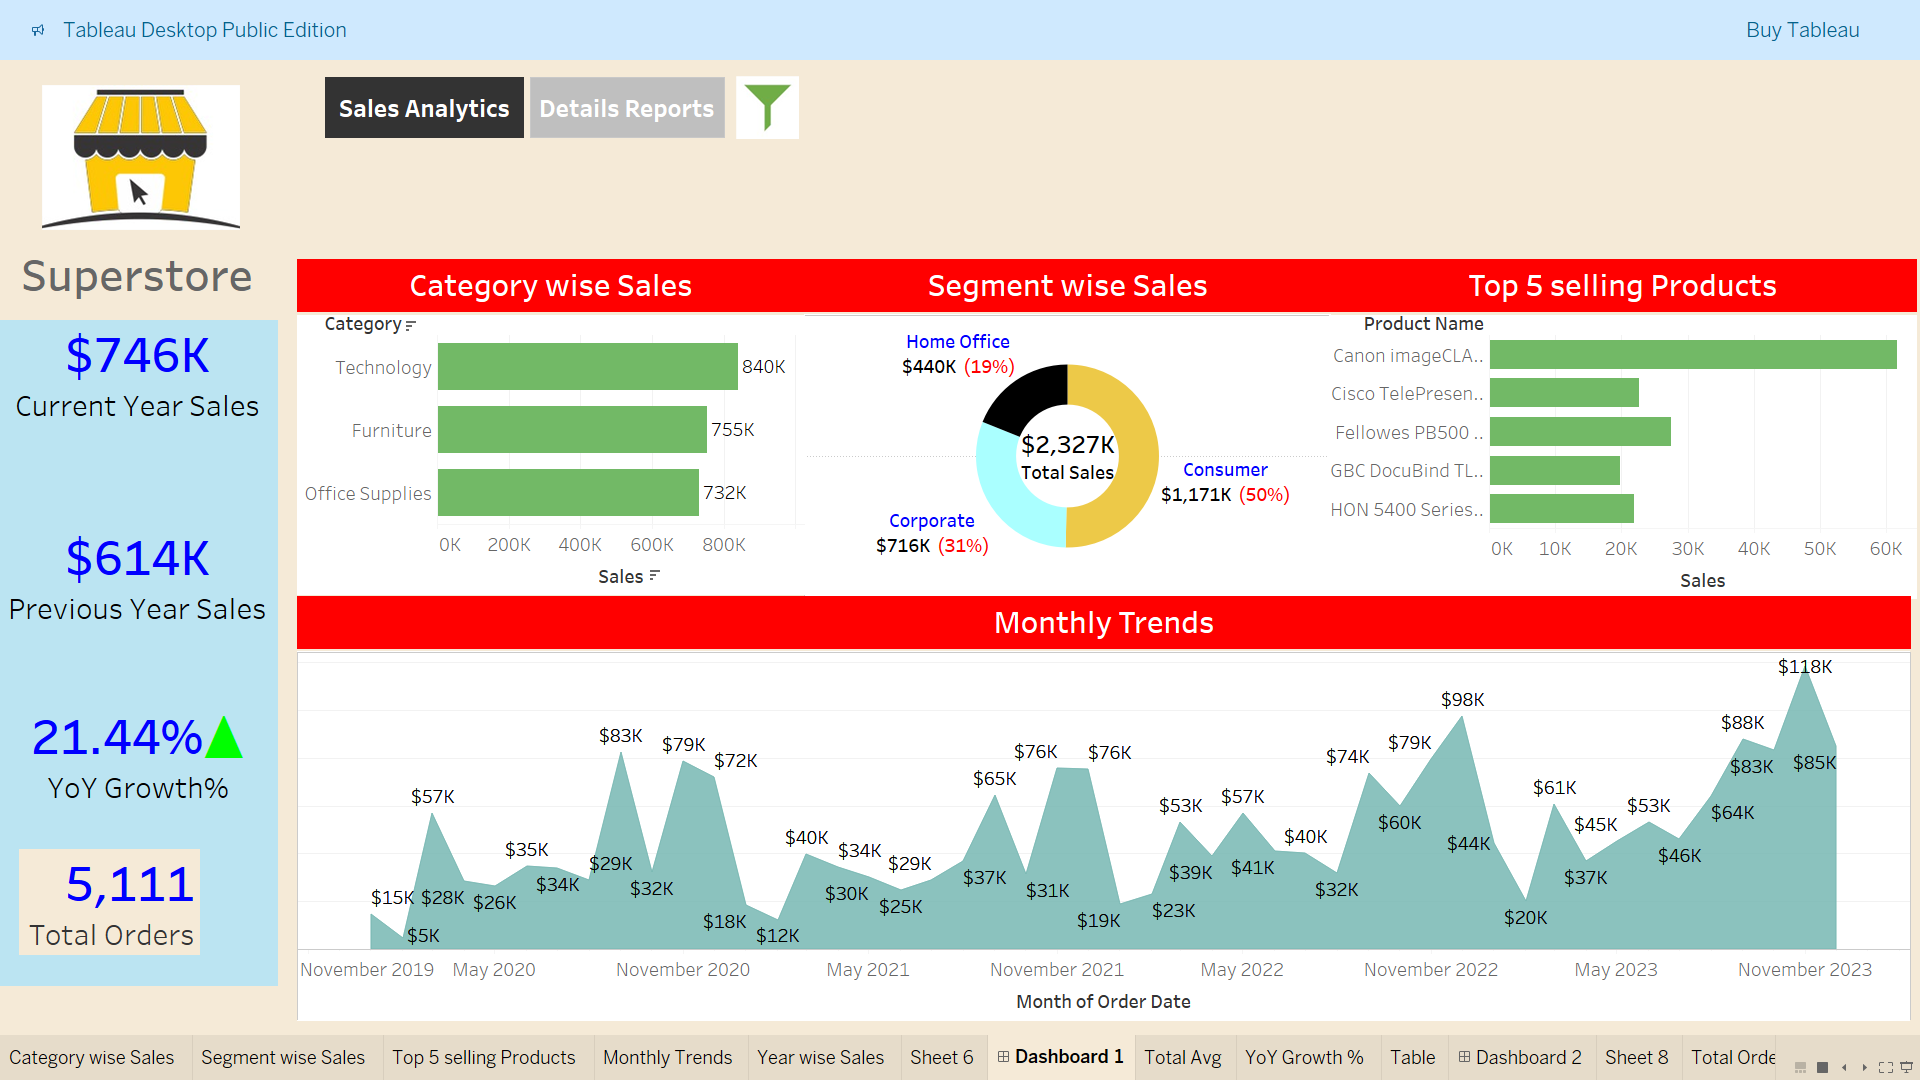 Tableau Desktop Public Edition
Buy Tableau
Sales Analytics
Details Reports
Superstore
$746K
Current Year Sales
$614K
Previous Year Sales
21.44%
YoY Growth%
5,111
Total Orders
Category wise Sales
Category
Technology
840K
Furniture
755K
Office Supplies
732K
0K 200K 400K 600K 800K
Sales
Segment wise Sales
Home Office
$440K (19%)
$2,327K
Total Sales
Consumer
$1,171K (50%)
Corporate
$716K (31%)
Top 5 selling Products
Product Name
Canon imageCLA..
Cisco TelePresen..
Fellowes PB500 ..
GBC DocuBind TL..
HON 5400 Series..
0K 10K 20K 30K 40K 50K 60K
Sales
Monthly Trends
$15K
$5K
$57K
$28K
$26K
$35K
$34K
$29K
$83K
$32K
$79K
$72K
$18K
$12K
$40K
$30K
$34K
$25K
$29K
$37K
$65K
$31K
$76K
$76K
$19K
$23K
$53K
$39K
$57K
$41K
$40K
$32K
$74K
$60K
$79K
$98K
$44K
$20K
$61K
$37K
$45K
$53K
$46K
$64K
$88K
$83K
$118K
$85K
November 2019 May 2020 November 2020 May 2021 November 2021 May 2022 November 2022 May 2023 November 2023
Month of Order Date
Category wise Sales Segment wise Sales Top 5 selling Products Monthly Trends Year wise Sales Sheet 6 Dashboard 1 Total Avg YoY Growth % Table Dashboard 2 Sheet 8 Total Orde